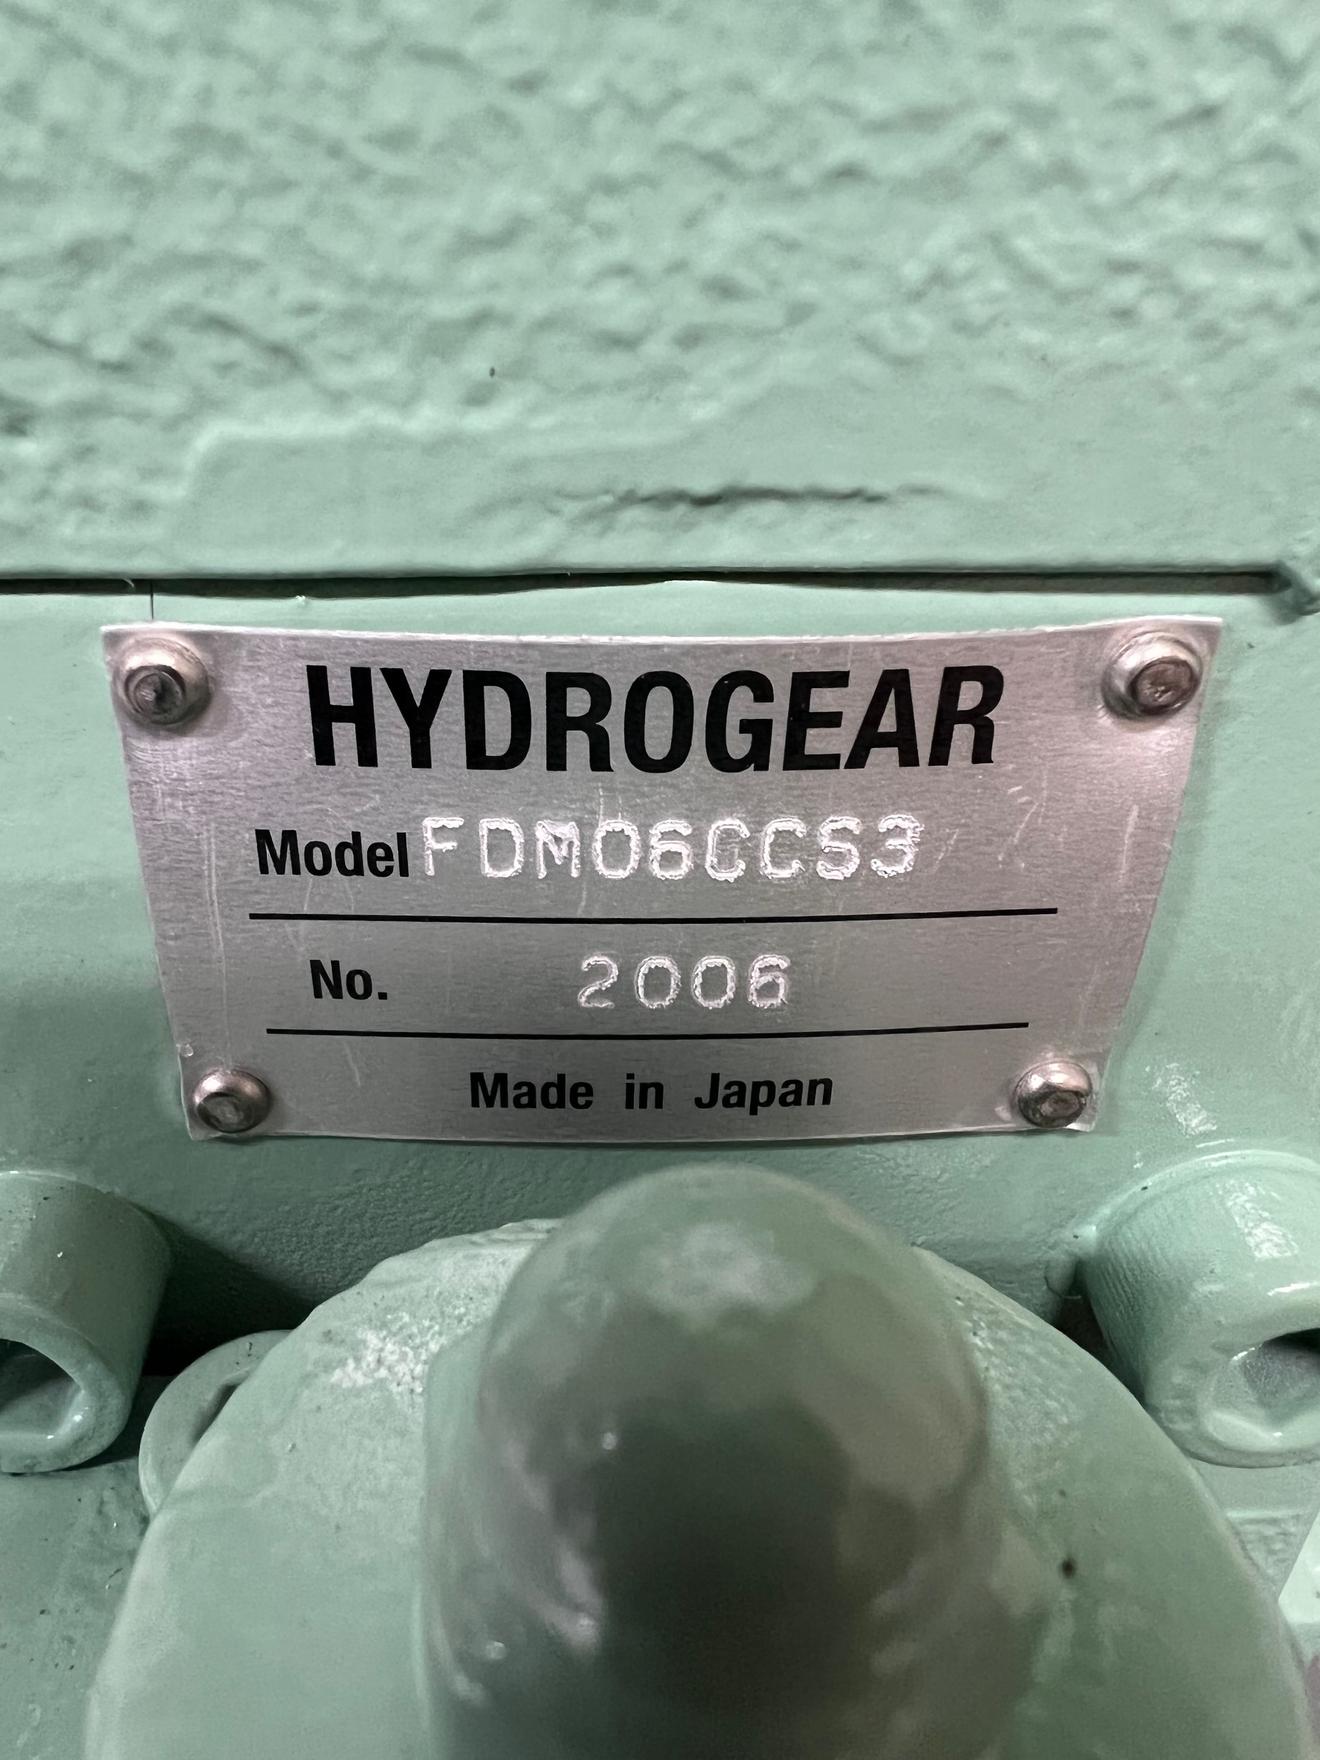 HYDROGEAR
Model FDM06CCS3
No. 2006
Made in Japan